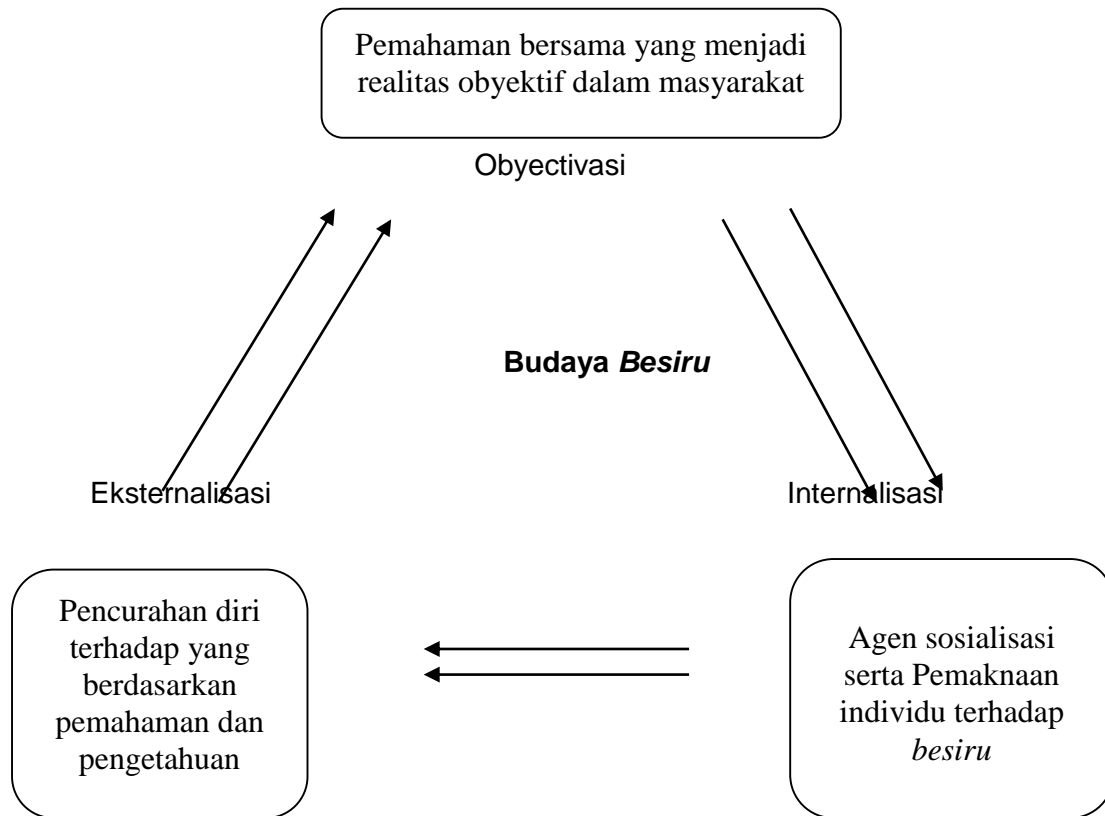 Pemahaman bersama yang menjadi
realitas obyektif dalam masyarakat
Obyectivasi
Budaya Besiru
Eksternalisasi
Internalisasi
Pencurahan diri
terhadap yang
berdasarkan
pemahaman dan
pengetahuan
Agen sosialisasi
serta Pemaknaan
individu terhadap
besiru